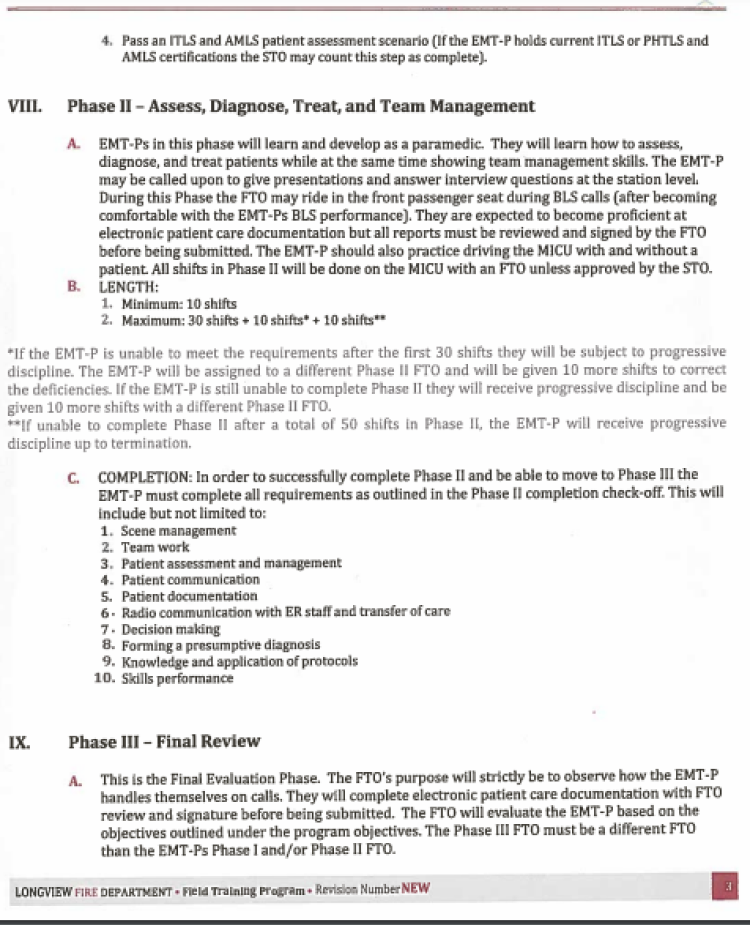 4. Pass an ITLS and AMLS patient assessment scenario (If the EMT-P holds current ITLS or PHTLS and
AMLS certifications the STO may count this step as complete).
VIII. Phase II – Assess, Diagnose, Treat, and Team Management
A. EMT-Ps in this phase will learn and develop as a paramedic. They will learn how to assess,
diagnose, and treat patients while at the same time showing team management skills. The EMT-P
may be called upon to give presentations and answer interview questions at the station level.
During this Phase the FTO may ride in the front passenger seat during BLS calls (after becoming
comfortable with the EMT-Ps BLS performance). They are expected to become proficient at
electronic patient care documentation but all reports must be reviewed and signed by the FTO
before being submitted. The EMT-P should also practice driving the MICU with and without a
patient. All shifts in Phase II will be done on the MICU with an FTO unless approved by the STO.
B. LENGTH:
1. Minimum: 10 shifts
2. Maximum: 30 shifts + 10 shifts* + 10 shifts**
*If the EMT-P is unable to meet the requirements after the first 30 shifts they will be subject to progressive
discipline. The EMT-P will be assigned to a different Phase II FTO and will be given 10 more shifts to correct
the deficiencies. If the EMT-P is still unable to complete Phase II they will receive progressive discipline and be
given 10 more shifts with a different Phase II FTO.
**If unable to complete Phase II after a total of 50 shifts in Phase II, the EMT-P will receive progressive
discipline up to termination.
C. COMPLETION: In order to successfully complete Phase II and be able to move to Phase III the
EMT-P must complete all requirements as outlined in the Phase II completion check-off. This will
include but not limited to:
1. Scene management
2. Team work
3. Patient assessment and management
4. Patient communication
5. Patient documentation
6. Radio communication with ER staff and transfer of care
7. Decision making
8. Forming a presumptive diagnosis
9. Knowledge and application of protocols
10. Skills performance
IX. Phase III – Final Review
A. This is the Final Evaluation Phase. The FTO's purpose will strictly be to observe how the EMT-P
handles themselves on calls. They will complete electronic patient care documentation with FTO
review and signature before being submitted. The FTO will evaluate the EMT-P based on the
objectives outlined under the program objectives. The Phase III FTO must be a different FTO
than the EMT-Ps Phase I and/or Phase II FTO.
LONGVIEW FIRE DEPARTMENT • Field Training Program • Revision Number NEW 3